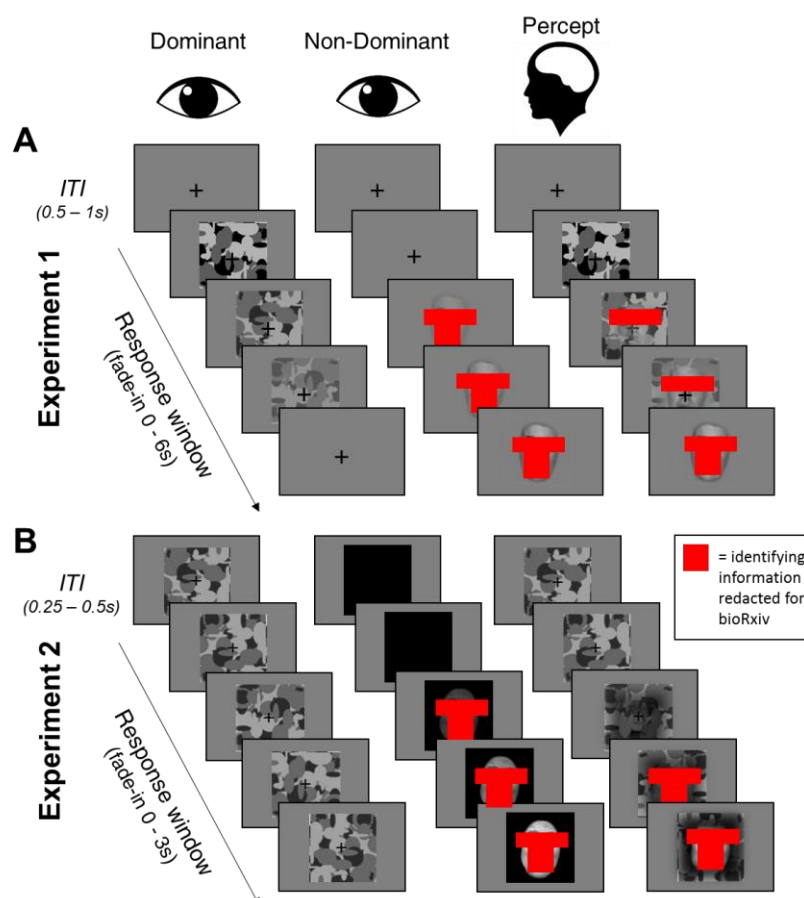 Dominant
Non-Dominant
Percept
A
ITI
(0.5 – 1s)
Experiment 1
Response window
(fade-in 0 - 6s)
B
ITI
(0.25 – 0.5s)
Experiment 2
Response window
(fade-in 0 - 3s)
= identifying
information
redacted for
bioRxiv